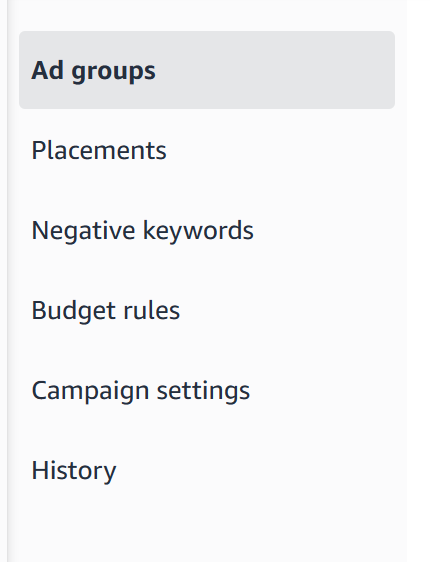 Ad groups
Placements
Negative keywords
Budget rules
Campaign settings
History